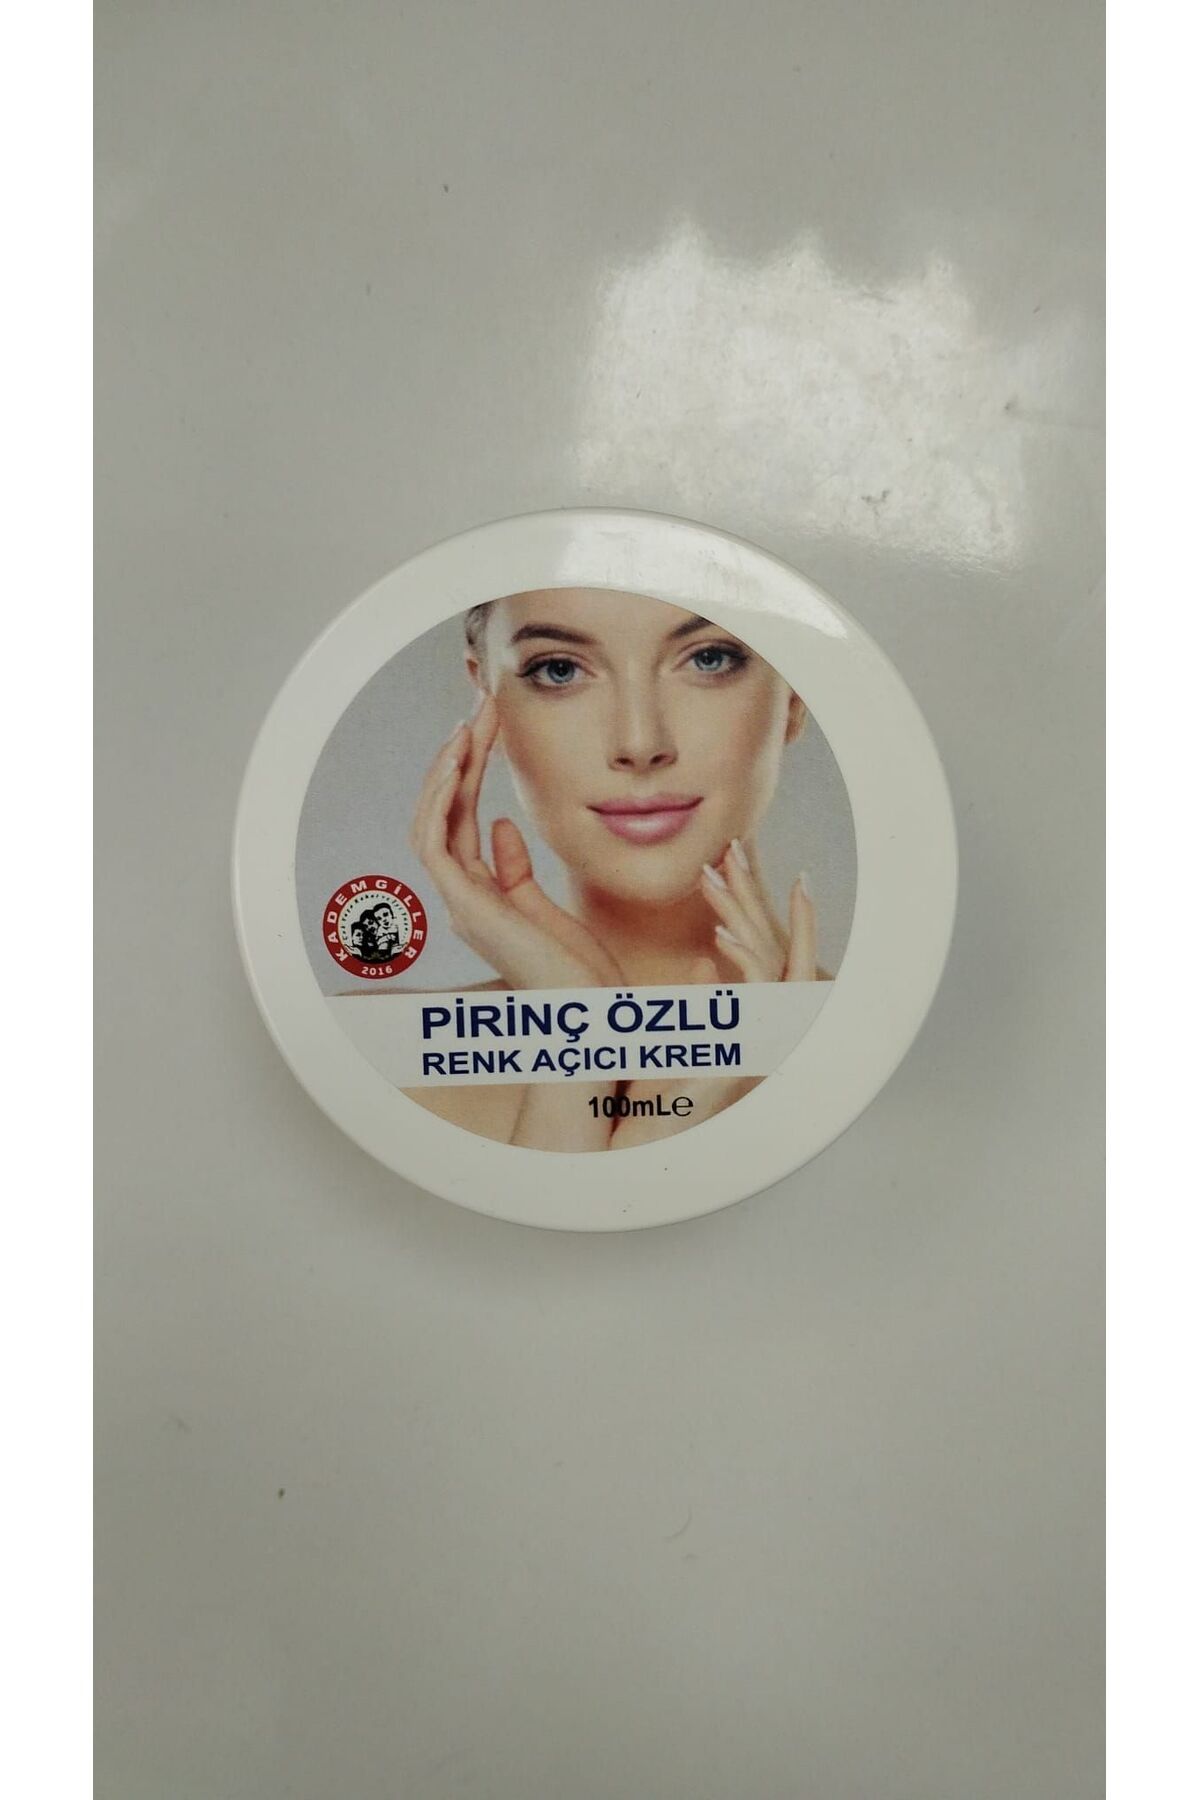 KADEMGİLLER
2016
PİRİNÇ ÖZLÜ
RENK AÇICI KREM
100mL℮